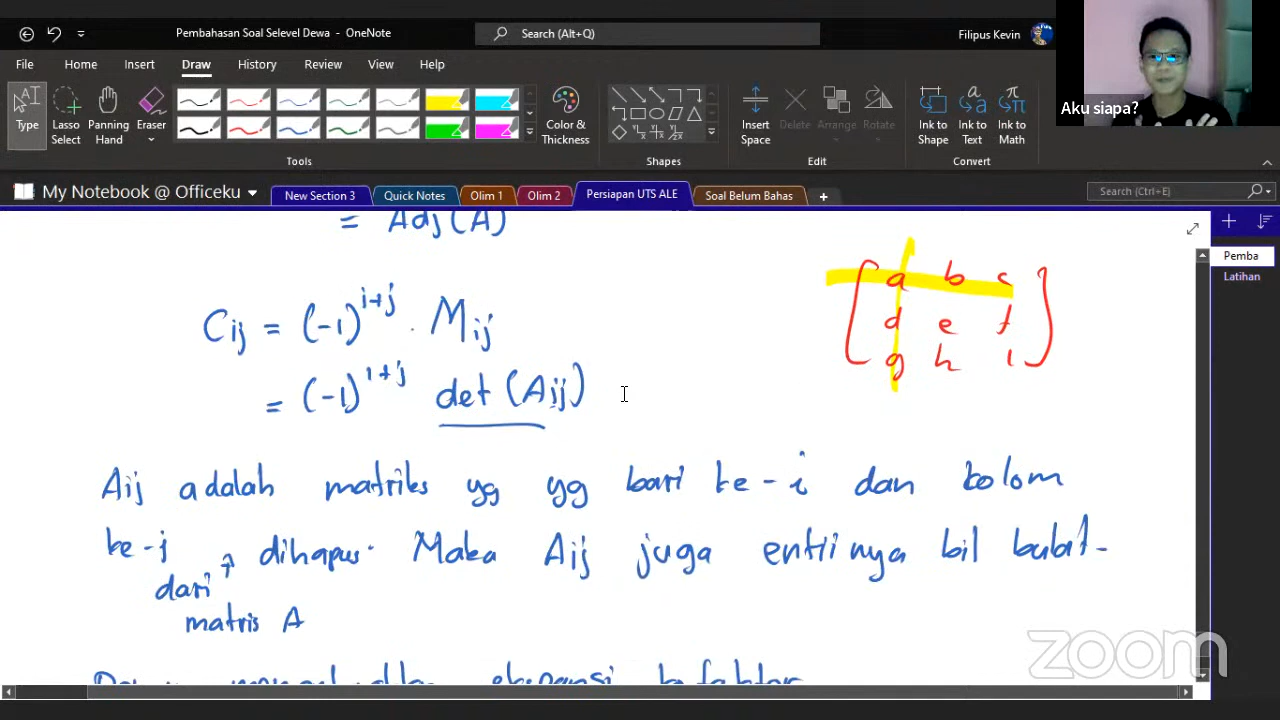 Pembahasan Soal Selevel Dewa - OneNote
Search (Alt+Q)
Filipus Kevin
Aku siapa?
File Home Insert Draw History Review View Help
Type
Lasso Select
Panning Hand
Eraser
Color & Thickness
Insert Space
Delete
Arrange
Rotate
Ink to Shape
Ink to Text
Ink to Math
Tools
Shapes
Edit
Convert
My Notebook @ Officeku
New Section 3
Quick Notes
Olim 1
Olim 2
Persiapan UTS ALE
Soal Belum Bahas
Search (Ctrl+E)
Pemba
Latihan
= Adj (A)
Cij = (-1)^i+j . Mij
= (-1)^i+j det (Aij)
a b c
d e f
g h i
Aij adalah matriks yg yg bari ke - i dan kolom
ke - j dihapus. Maka Aij juga entrinya bil bulat.
dari
matris A
ekspansi kofaktor
zoom